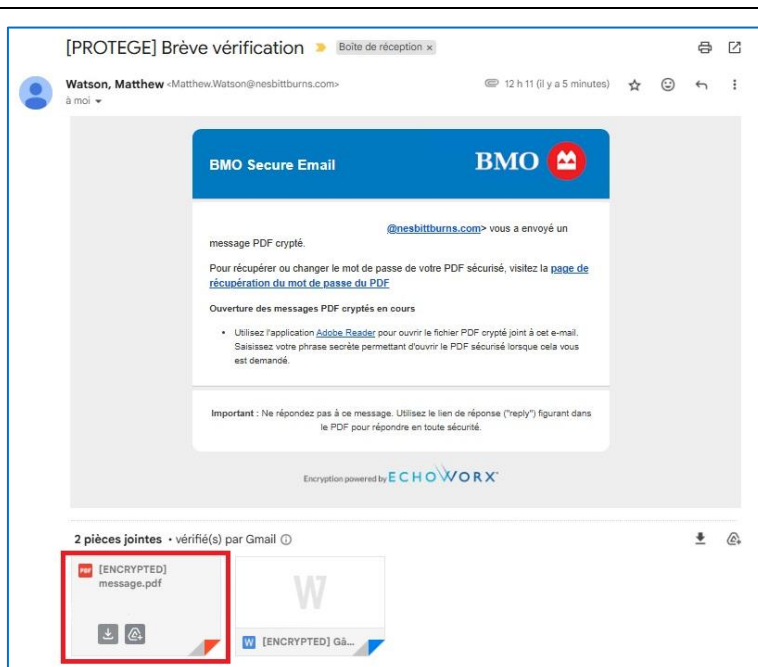 [PROTEGE] Brève vérification Boîte de réception ×
Watson, Matthew <Matthew.Watson@nesbittburns.com> 12 h 11 (il y a 5 minutes)
à moi
BMO Secure Email BMO
@nesbittburns.com> vous a envoyé un
message PDF crypté.
Pour récupérer ou changer le mot de passe de votre PDF sécurisé, visitez la page de
récupération du mot de passe du PDF
Ouverture des messages PDF cryptés en cours
• Utilisez l'application Adobe Reader pour ouvrir le fichier PDF crypté joint à cet e-mail.
Saisissez votre phrase secrète permettant d'ouvrir le PDF sécurisé lorsque cela vous
est demandé.
Important : Ne répondez pas à ce message. Utilisez le lien de réponse ("reply") figurant dans
le PDF pour répondre en toute sécurité.
Encryption powered by ECHOWORX
2 pièces jointes • vérifié(s) par Gmail
PDF [ENCRYPTED]
message.pdf
W
W [ENCRYPTED] Gâ...